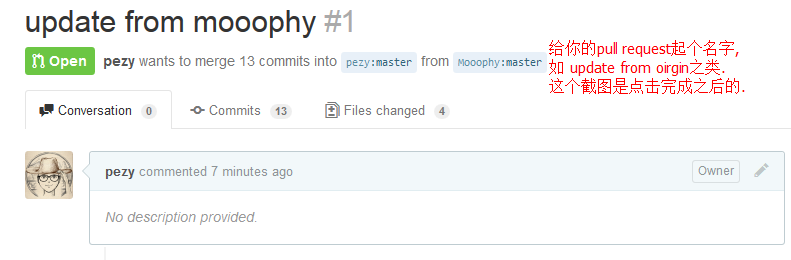 update from mooophy #1
Open pezy wants to merge 13 commits into pezy:master from Mooophy:master
给你的pull request起个名字,
如 update from oirgin之类.
这个截图是点击完成之后的.
Conversation 0 Commits 13 Files changed 4
pezy commented 7 minutes ago Owner
No description provided.